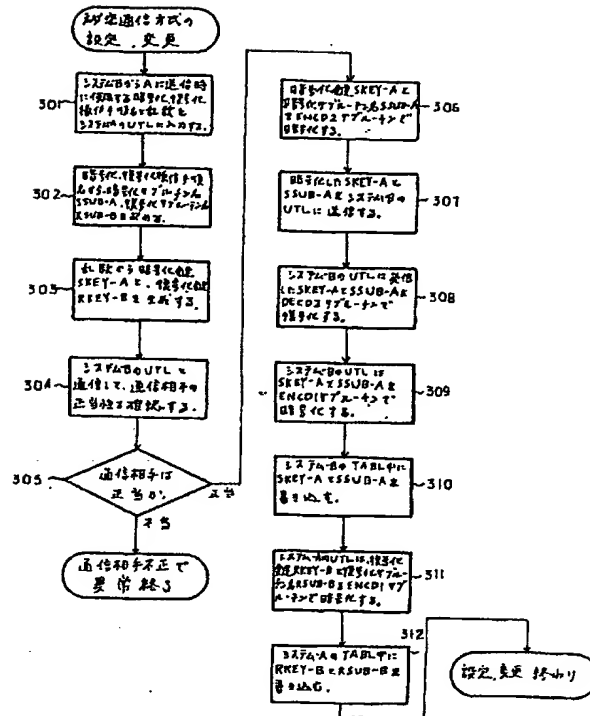 秘密通信方式の
設定、変更
301
システムBからAに送信時
に使用する暗号化、復号化
操作手順名と乱数を
システムAのUTLに入力する。
302
暗号化、復号化操作手順
名から、暗号化サブルーチン名
SSUB-A、復号化サブルーチン名
RSUB-Bを求める。
303
乱数から暗号化鍵
SKEY-Aと、復号化鍵
RKEY-Bを生成する。
304
システムBのUTLと
通信して、通信相手の
正当性を確認する。
305
通信相手は
正当か
正当
不当
通信相手不正で
異常終了
306
暗号化鍵SKEY-Aと
暗号化サブルーチン名SSUB-A
をENCD2サブルーチンで
暗号化する。
307
暗号化したSKEY-Aと
SSUB-AをシステムBの
UTLに送信する。
308
システムBのUTLは受信
したSKEY-AとSSUB-Aを
DECD2サブルーチンで
復号化する。
309
システムBのUTLは
SKEY-AとSSUB-Aを
ENCD1サブルーチンで
暗号化する。
310
システムBのTABL中に
SKEY-AとSSUB-Aを
書き込む。
311
システムAのUTLは、復号化
鍵RKEY-Bと復号化サブルー
チン名RSUB-BをENCD1サブ
ルーチンで暗号化する。
312
システムAのTABL中に
RKEY-BとRSUB-Bを
書き込む。
設定、変更 終わり